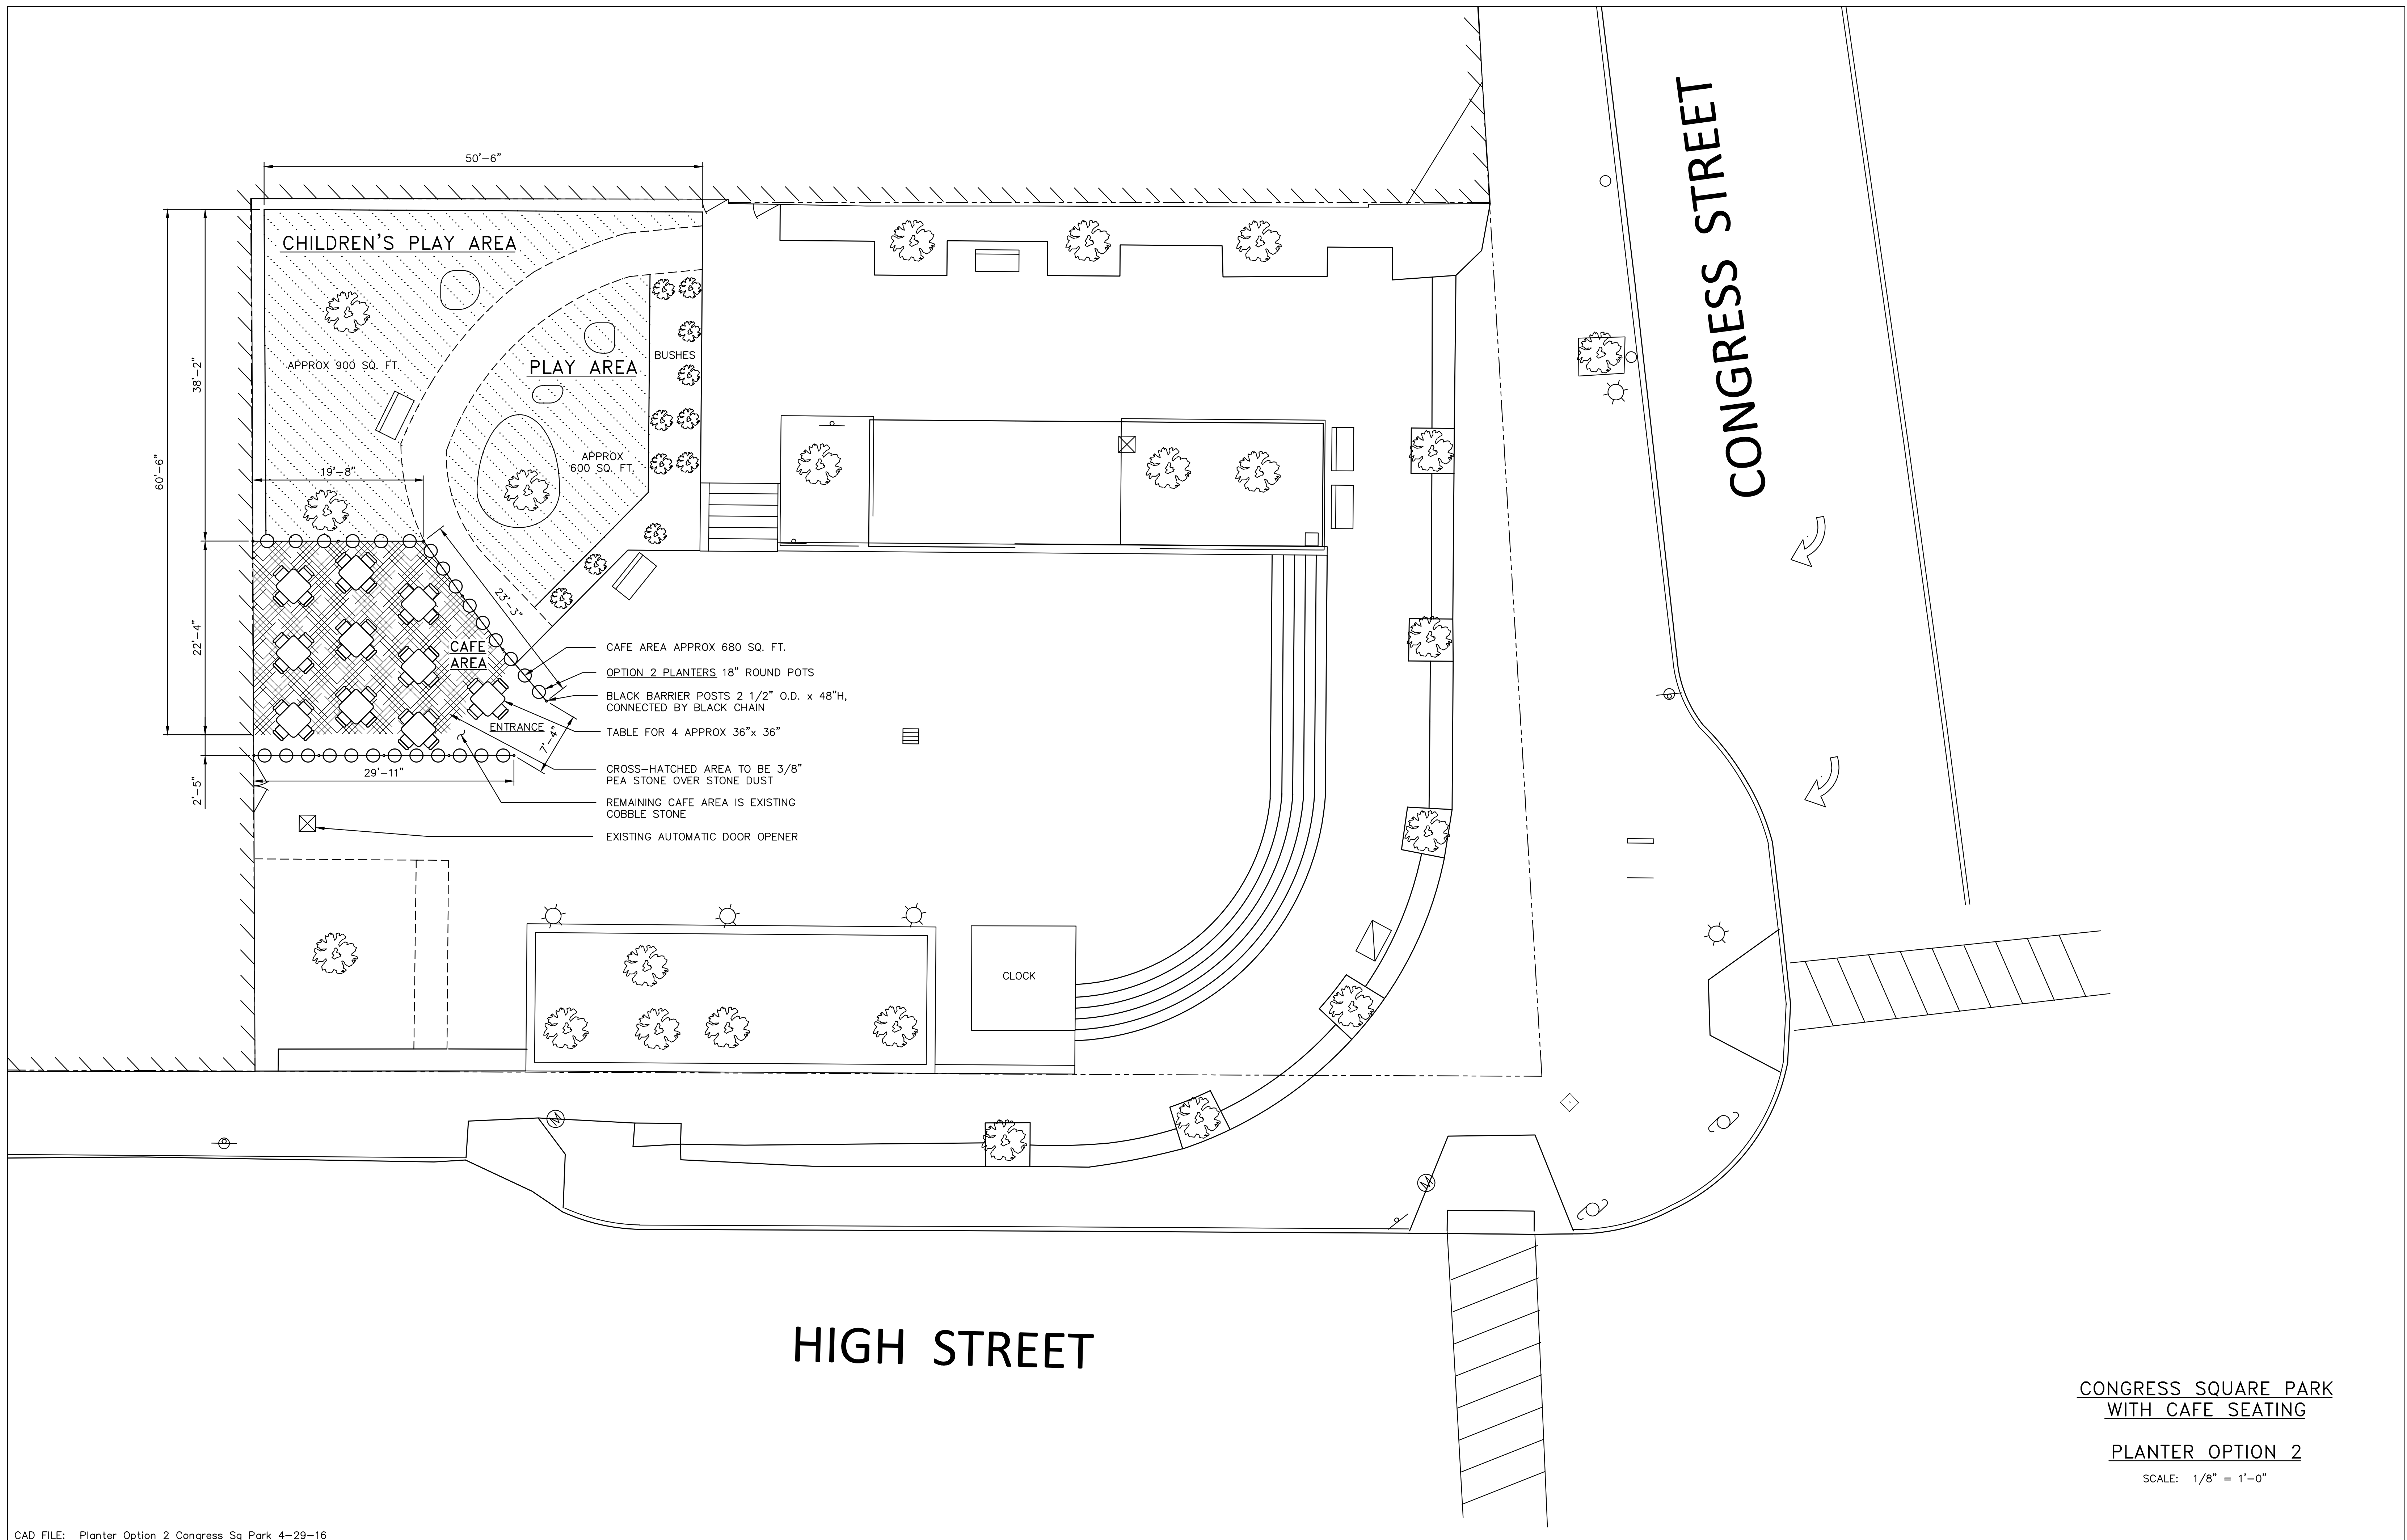 50'-6"
CONGRESS STREET
CHILDREN'S PLAY AREA
APPROX 900 SQ. FT.
PLAY AREA
BUSHES
APPROX
600 SQ. FT.
38'-2"
60'-6"
19'-8"
22'-4"
23'-3"
CAFE
AREA
ENTRANCE
7'-4"
29'-11"
2'-5"
CAFE AREA APPROX 680 SQ. FT.
OPTION 2 PLANTERS 18" ROUND POTS
BLACK BARRIER POSTS 2 1/2" O.D. x 48"H,
CONNECTED BY BLACK CHAIN
TABLE FOR 4 APPROX 36"x 36"
CROSS-HATCHED AREA TO BE 3/8"
PEA STONE OVER STONE DUST
REMAINING CAFE AREA IS EXISTING
COBBLE STONE
EXISTING AUTOMATIC DOOR OPENER
CLOCK
M
M
HIGH STREET
CONGRESS SQUARE PARK
WITH CAFE SEATING
PLANTER OPTION 2
SCALE: 1/8" = 1'-0"
CAD FILE: Planter Option 2 Congress Sq Park 4-29-16